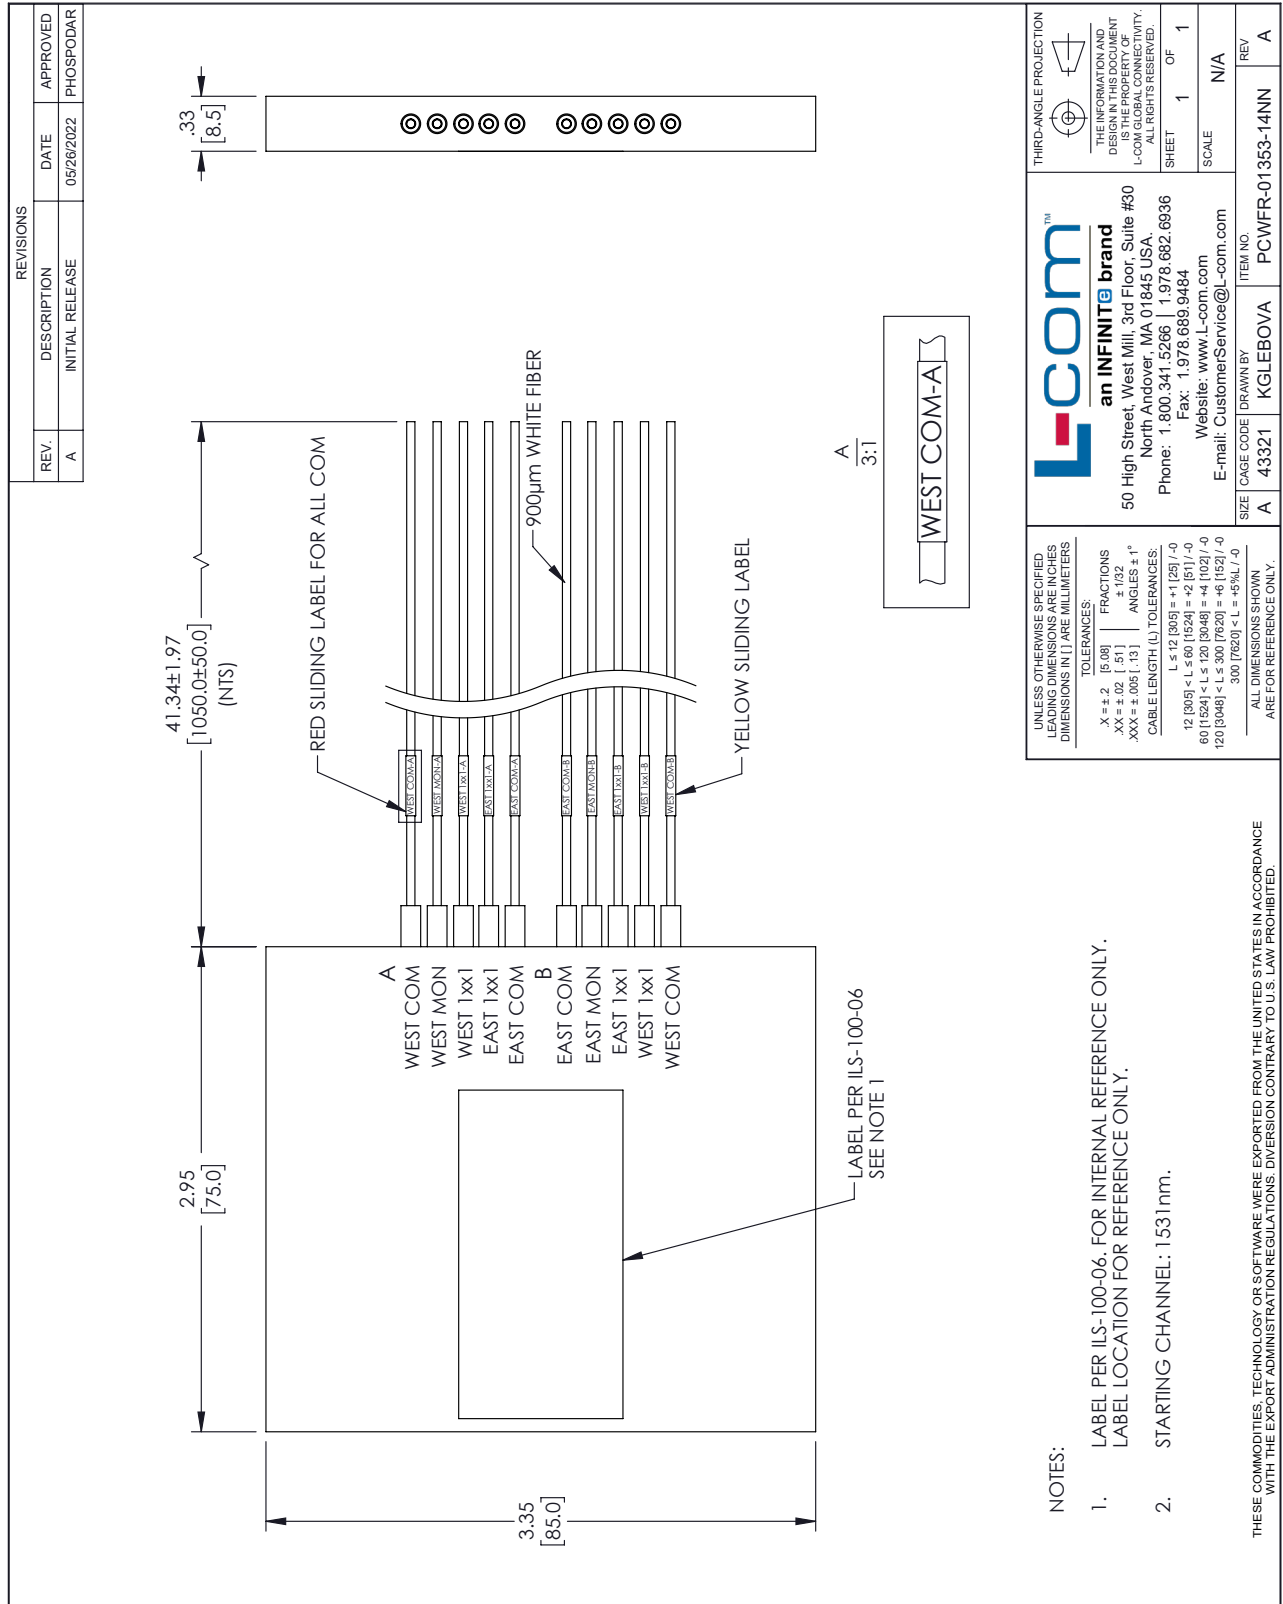 REVISIONS
REV. DESCRIPTION DATE APPROVED
A INITIAL RELEASE 05/26/2022 PHOSPODAR
.33
[8.5]
41.34±1.97
[1050.0±50.0]
(NTS)
2.95
[75.0]
3.35
[85.0]
RED SLIDING LABEL FOR ALL COM
900µm WHITE FIBER
YELLOW SLIDING LABEL
A
WEST COM
WEST MON
WEST 1xx1
EAST 1xx1
EAST COM
B
EAST COM
EAST MON
EAST 1xx1
WEST 1xx1
WEST COM
WEST COM-A
WEST MON-A
WEST 1xx1-A
EAST 1xx1-A
EAST COM-A
EAST COM-B
EAST MON-B
EAST 1xx1-B
WEST 1xx1-B
WEST COM-B
LABEL PER ILS-100-06
SEE NOTE 1
A
3:1
WEST COM-A
NOTES:
1. LABEL PER ILS-100-06. FOR INTERNAL REFERENCE ONLY.
LABEL LOCATION FOR REFERENCE ONLY.
2. STARTING CHANNEL: 1531nm.
THESE COMMODITIES, TECHNOLOGY OR SOFTWARE WERE EXPORTED FROM THE UNITED STATES IN ACCORDANCE
WITH THE EXPORT ADMINISTRATION REGULATIONS. DIVERSION CONTRARY TO U.S. LAW PROHIBITED.
UNLESS OTHERWISE SPECIFIED
LEADING DIMENSIONS ARE INCHES
DIMENSIONS IN [ ] ARE MILLIMETERS
TOLERANCES:
.X = ± .2 [5.08] FRACTIONS
.XX = ± .02 [ .51 ] ± 1/32
.XXX = ± .005 [ .13 ] ANGLES ± 1°
CABLE LENGTH (L) TOLERANCES:
L ≤ 12 [305] = +1 [25] / -0
12 [305] < L ≤ 60 [1524] = +2 [51] / -0
60 [1524] < L ≤ 120 [3048] = +4 [102] / -0
120 [3048] < L ≤ 300 [7620] = +6 [152] / -0
300 [7620] < L = +5%L / -0
ALL DIMENSIONS SHOWN
ARE FOR REFERENCE ONLY.
L-com™
an INFINITe brand
50 High Street, West Mill, 3rd Floor, Suite #30
North Andover, MA 01845 USA.
Phone: 1.800.341.5266 | 1.978.682.6936
Fax: 1.978.689.9484
Website: www.L-com.com
E-mail: CustomerService@L-com.com
THIRD-ANGLE PROJECTION
THE INFORMATION AND
DESIGN IN THIS DOCUMENT
IS THE PROPERTY OF
L-COM GLOBAL CONNECTIVITY.
ALL RIGHTS RESERVED.
SHEET 1 OF 1
SCALE N/A
SIZE CAGE CODE DRAWN BY ITEM NO. REV
A 43321 KGLEBOVA PCWFR-01353-14NN A